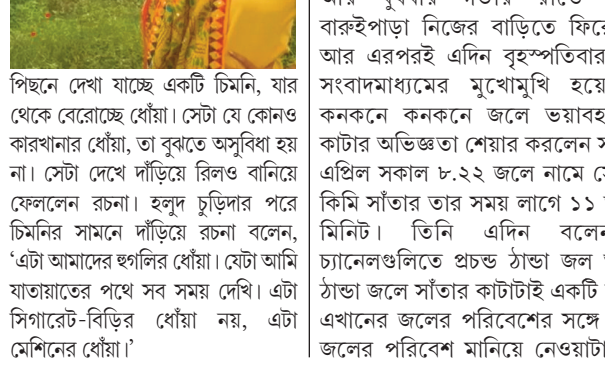 পিছনে দেখা যাচ্ছে একটি চিমনি, যার
থেকে বেরোচ্ছে ধোঁয়া। সেটা যে কোনও
কারখানার ধোঁয়া, তা বুঝতে অসুবিধা হয়
না। সেটা দেখে দাঁড়িয়ে রিলও বানিয়ে
ফেললেন রচনা। হলুদ চুড়িদার পরে
চিমনির সামনে দাঁড়িয়ে রচনা বলেন,
‘এটা আমাদের হুগলির ধোঁয়া। যেটা আমি
যাতায়াতের পথে সব সময় দেখি। এটা
সিগারেট-বিড়ির ধোঁয়া নয়, এটা
মেশিনের ধোঁয়া।’
বারুইপাড়া নিজের বাড়িতে
আর এরপরই এদিন বৃহস্পতিবার
সংবাদমাধ্যমের মুখোমুখি হয়ে
কনকনে কনকনে জলে
কাটার অভিজ্ঞতা শেয়ার করলেন
এপ্রিল সকাল ৮.২২ জলে নামে
কিমি সাঁতার তার সময় লাগে ১১
মিনিট। তিনি এদিন বলেন
চ্যানেলগুলিতে প্রচন্ড ঠান্ডা জল
ঠান্ডা জলে সাঁতার কাটাটাই একটি
এখানের জলের পরিবেশের সঙ্গে
জলের পরিবেশ মানিয়ে নেওয়াটা